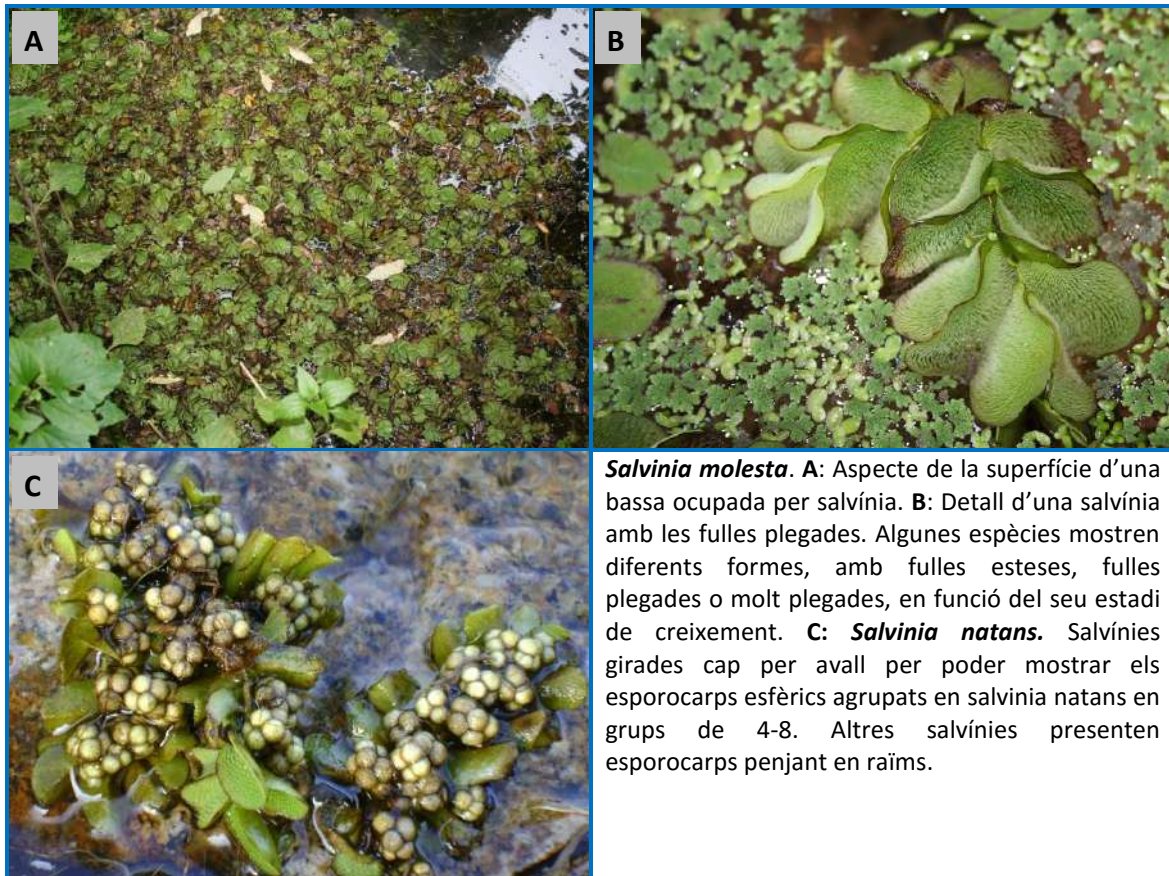 A
B
C
Salvinia molesta. A: Aspecte de la superfície d'una
bassa ocupada per salvínia. B: Detall d'una salvínia
amb les fulles plegades. Algunes espècies mostren
diferents formes, amb fulles esteses, fulles
plegades o molt plegades, en funció del seu estadi
de creixement. C: Salvinia natans. Salvínies
girades cap per avall per poder mostrar els
esporocarps esfèrics agrupats en salvinia natans en
grups de 4-8. Altres salvínies presenten
esporocarps penjant en raïms.